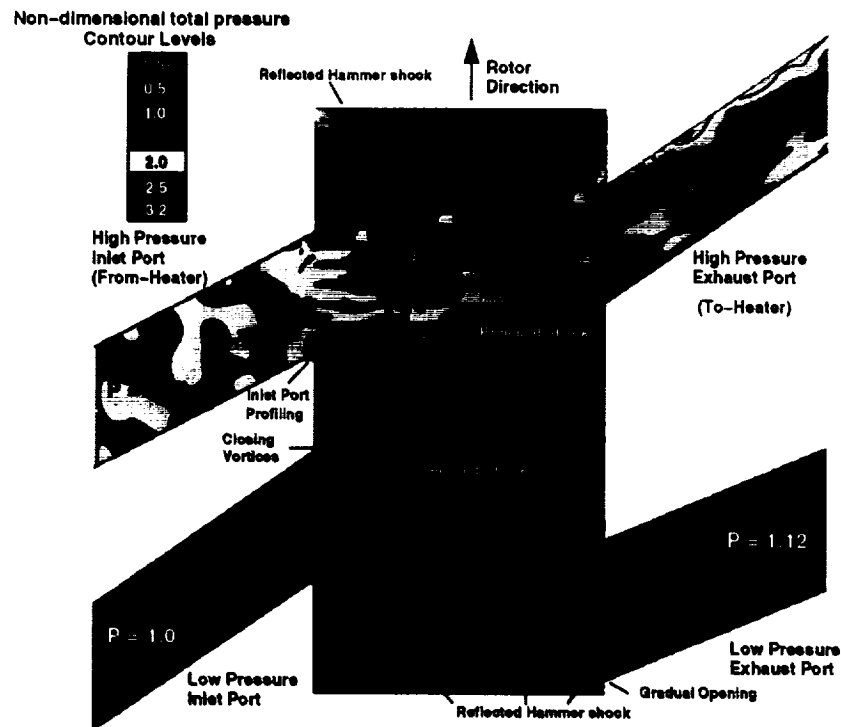 Non-dimensional total pressure
Contour Levels
0.5
1.0
2.0
2.5
3.2
Reflected Hammer shock
Rotor
Direction
High Pressure
Inlet Port
(From-Heater)
High Pressure
Exhaust Port
(To-Heater)
Inlet Port
Profiling
Closing
Vortices
P = 1.12
P = 1.0
Low Pressure
Inlet Port
Low Pressure
Exhaust Port
Gradual Opening
Reflected Hammer shock